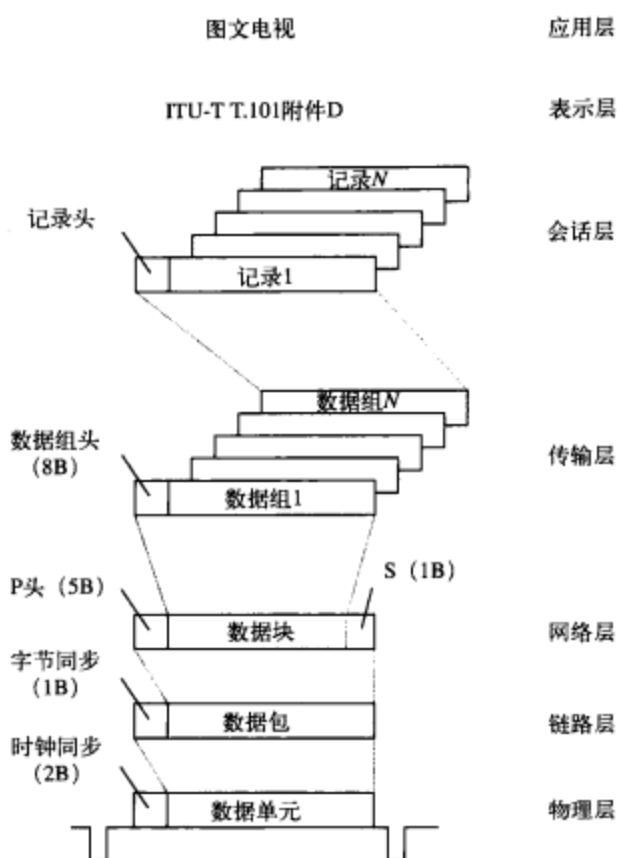 图文电视 应用层
ITU-T T.101附件D 表示层
记录N
记录头
会话层
记录1
数据组N
数据组头
(8B)
传输层
数据组1
S（1B）
P头（5B）
数据块 网络层
字节同步
(1B)
数据包 链路层
时钟同步
(2B)
数据单元 物理层